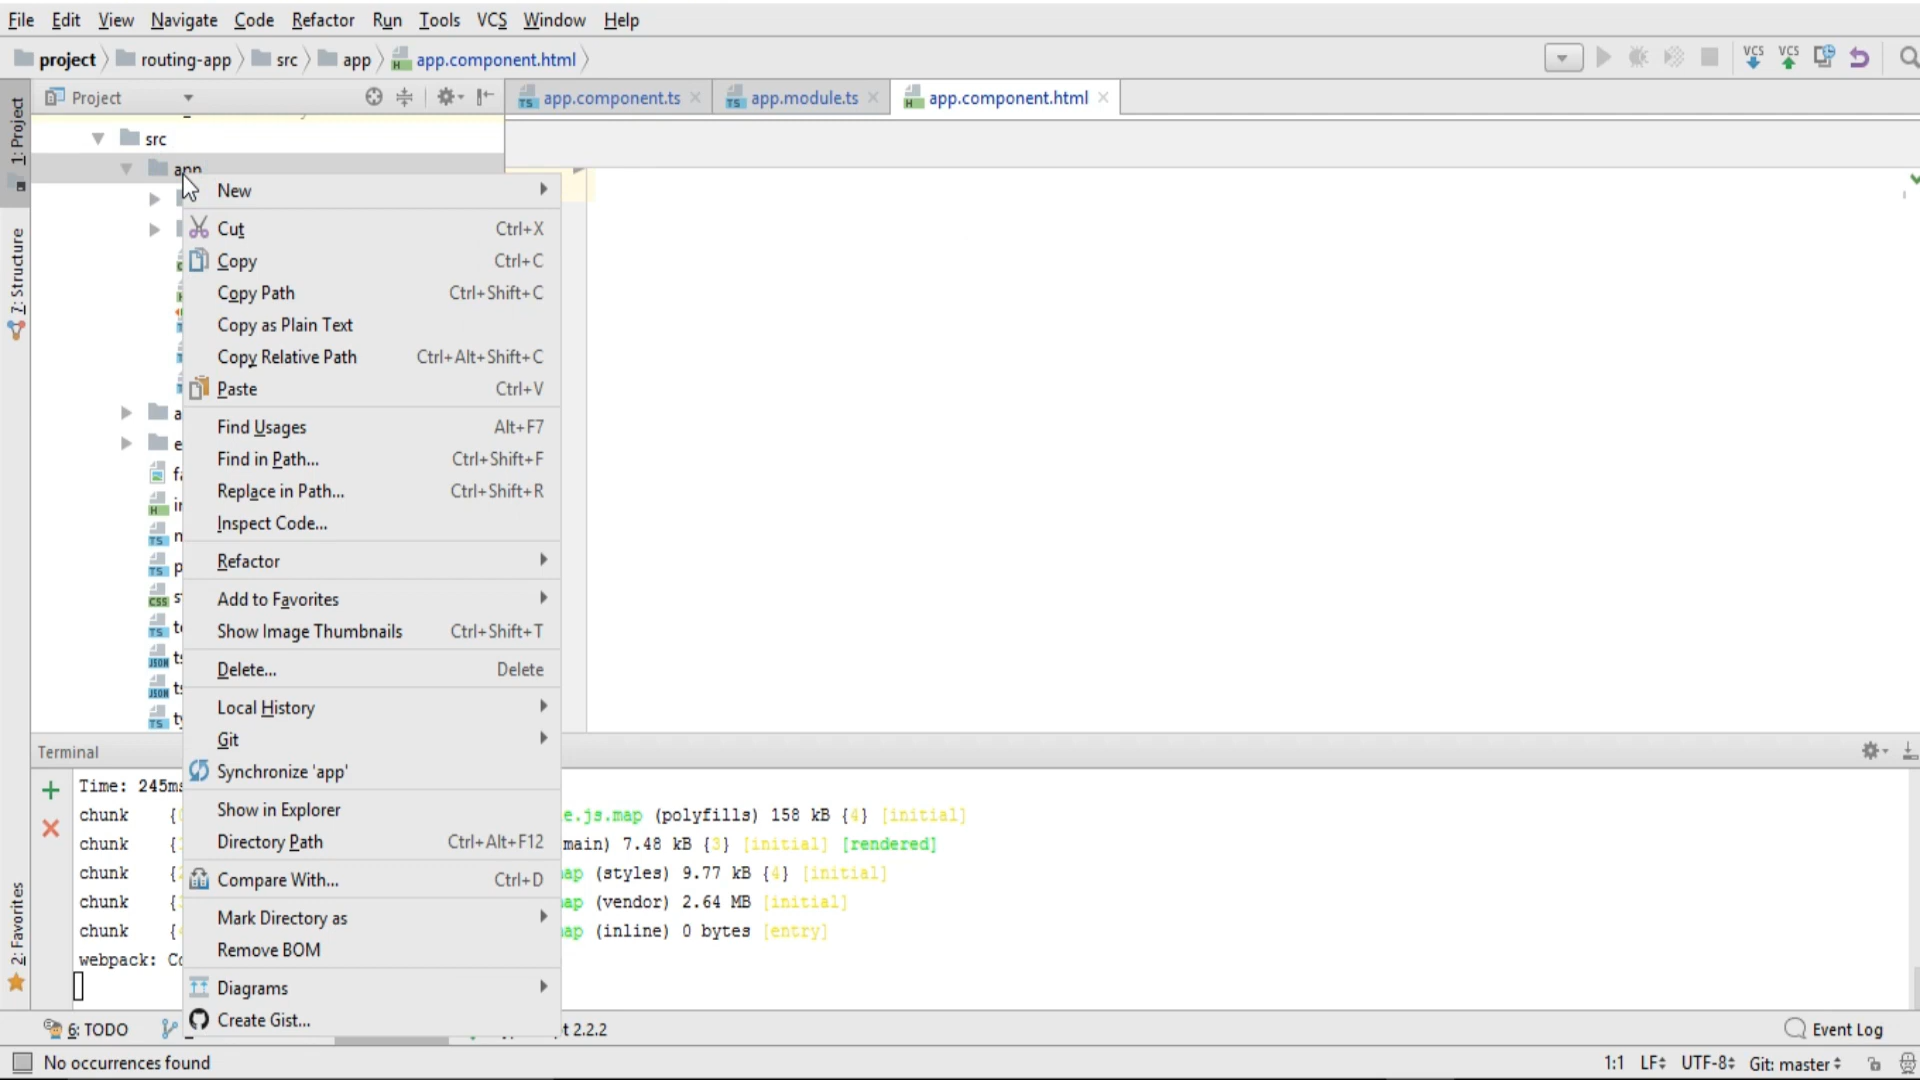 File Edit View Navigate Code Refactor Run Tools VCS Window Help
project routing-app src app app.component.html
VCS VCS
1: Project
Project
TS app.component.ts TS app.module.ts H app.component.html
src
app
7: Structure
New
Cut Ctrl+X
Copy Ctrl+C
Copy Path Ctrl+Shift+C
Copy as Plain Text
Copy Relative Path Ctrl+Alt+Shift+C
Paste Ctrl+V
Find Usages Alt+F7
Find in Path... Ctrl+Shift+F
Replace in Path... Ctrl+Shift+R
Inspect Code...
Refactor
Add to Favorites
Show Image Thumbnails Ctrl+Shift+T
Delete... Delete
Local History
Git
Synchronize 'app'
Show in Explorer
Directory Path Ctrl+Alt+F12
Compare With... Ctrl+D
Mark Directory as
Remove BOM
Diagrams
Create Gist...
Terminal
Time: 245ms
chunk { e.js.map (polyfills) 158 kB {4} [initial]
chunk { main) 7.48 kB {3} [initial] [rendered]
chunk { ap (styles) 9.77 kB {4} [initial]
chunk { ap (vendor) 2.64 MB [initial]
chunk { ap (inline) 0 bytes [entry]
webpack:
2: Favorites
6: TODO
t 2.2.2
Event Log
No occurrences found
1:1 LF UTF-8 Git: master